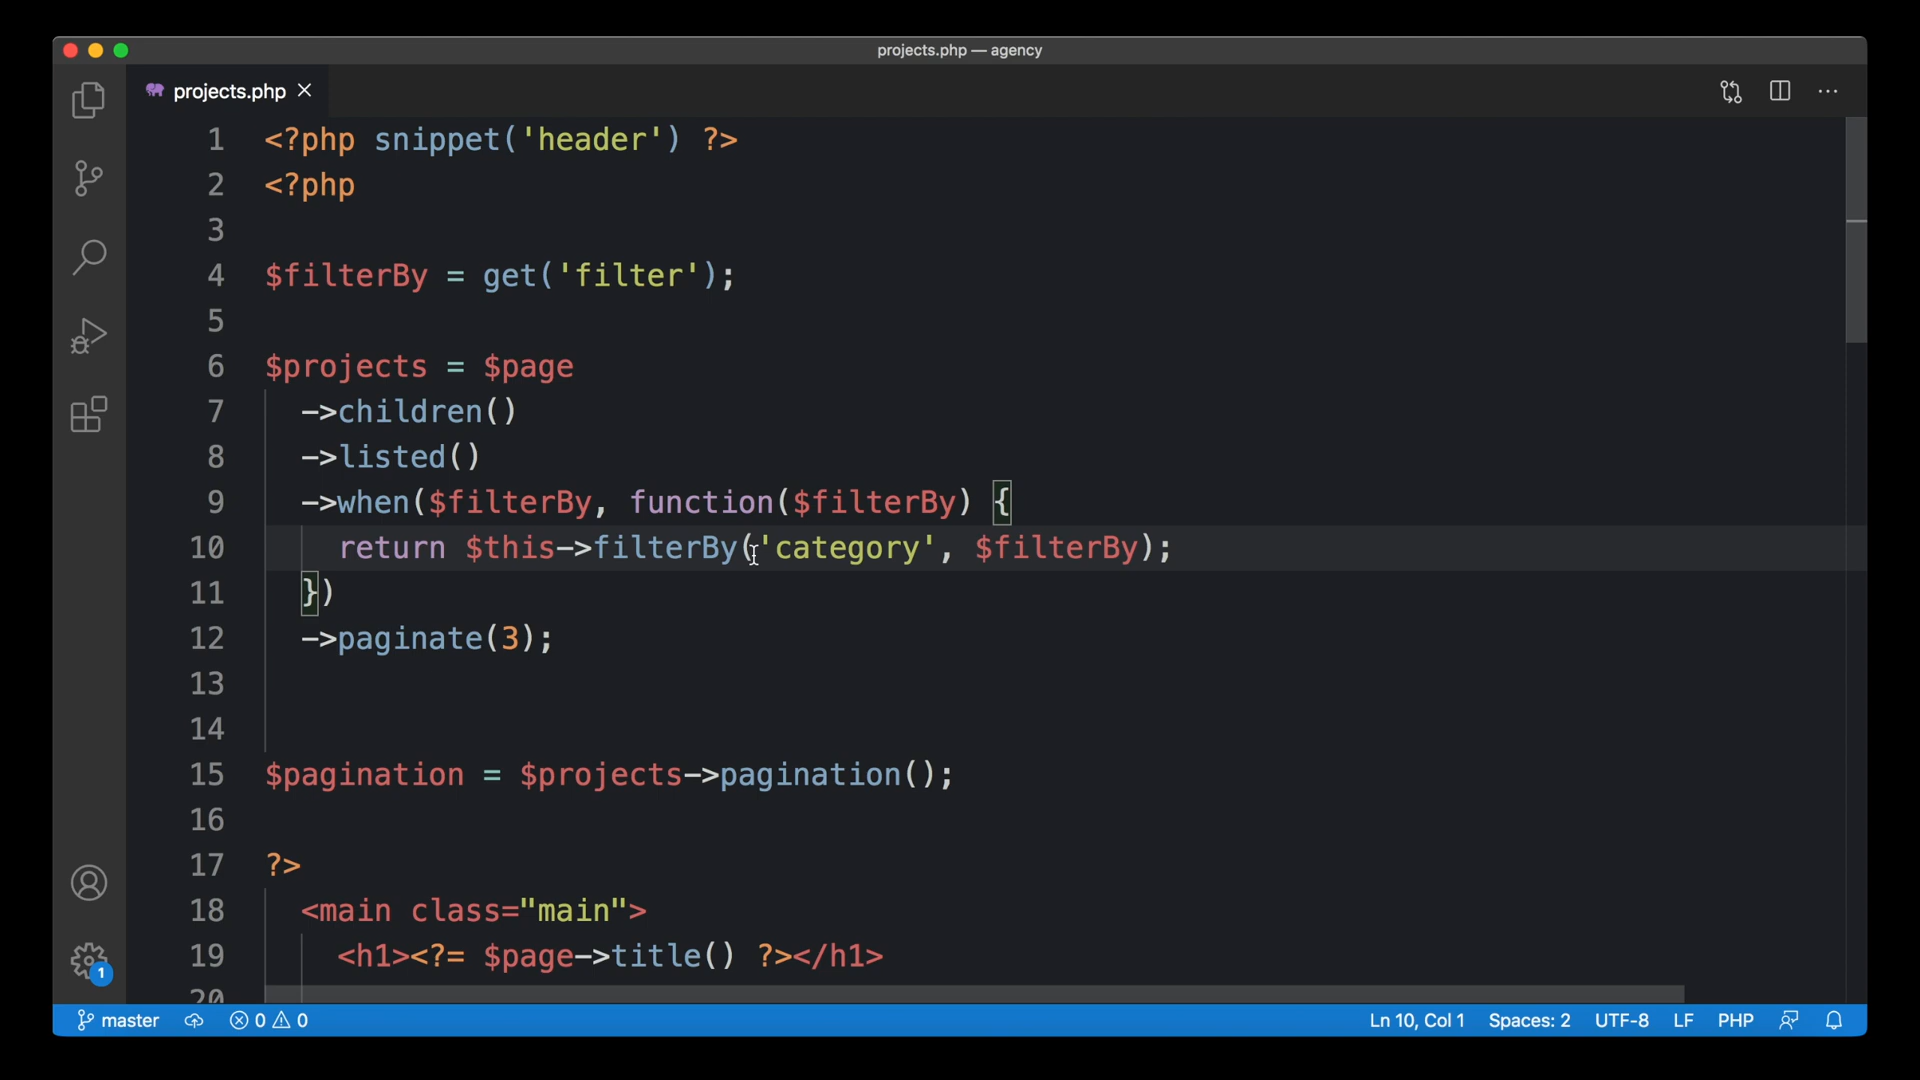 projects.php — agency
projects.php
1 <?php snippet('header') ?>
2 <?php
3
4 $filterBy = get('filter');
5
6 $projects = $page
7 ->children()
8 ->listed()
9 ->when($filterBy, function($filterBy) {
10 return $this->filterBy('category', $filterBy);
11 })
12 ->paginate(3);
13
14
15 $pagination = $projects->pagination();
16
17 ?>
18 <main class="main">
19 <h1><?= $page->title() ?></h1>
20
1
master 0 0 Ln 10, Col 1 Spaces: 2 UTF-8 LF PHP